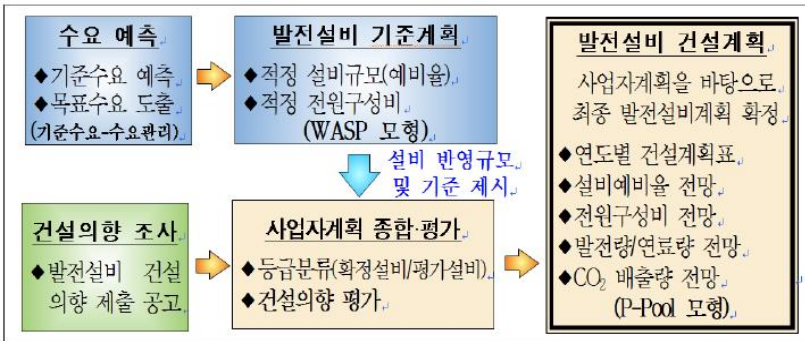 수요 예측
◆기준수요 예측
◆목표수요 도출
(기준수요-수요관리)
발전설비 기준계획
◆적정 설비규모(예비율)
◆적정 전원구성비
(WASP 모형)
설비 반영규모
및 기준 제시
건설의향 조사
◆발전설비 건설
의향 제출 공고
사업자계획 종합·평가
◆등급분류(확정설비/평가설비)
◆건설의향 평가
발전설비 건설계획
사업자계획을 바탕으로
최종 발전설비계획 확정
◆연도별 건설계획표
◆설비예비율 전망
◆전원구성비 전망
◆발전량/연료량 전망
◆CO₂ 배출량 전망
(P-Pool 모형)